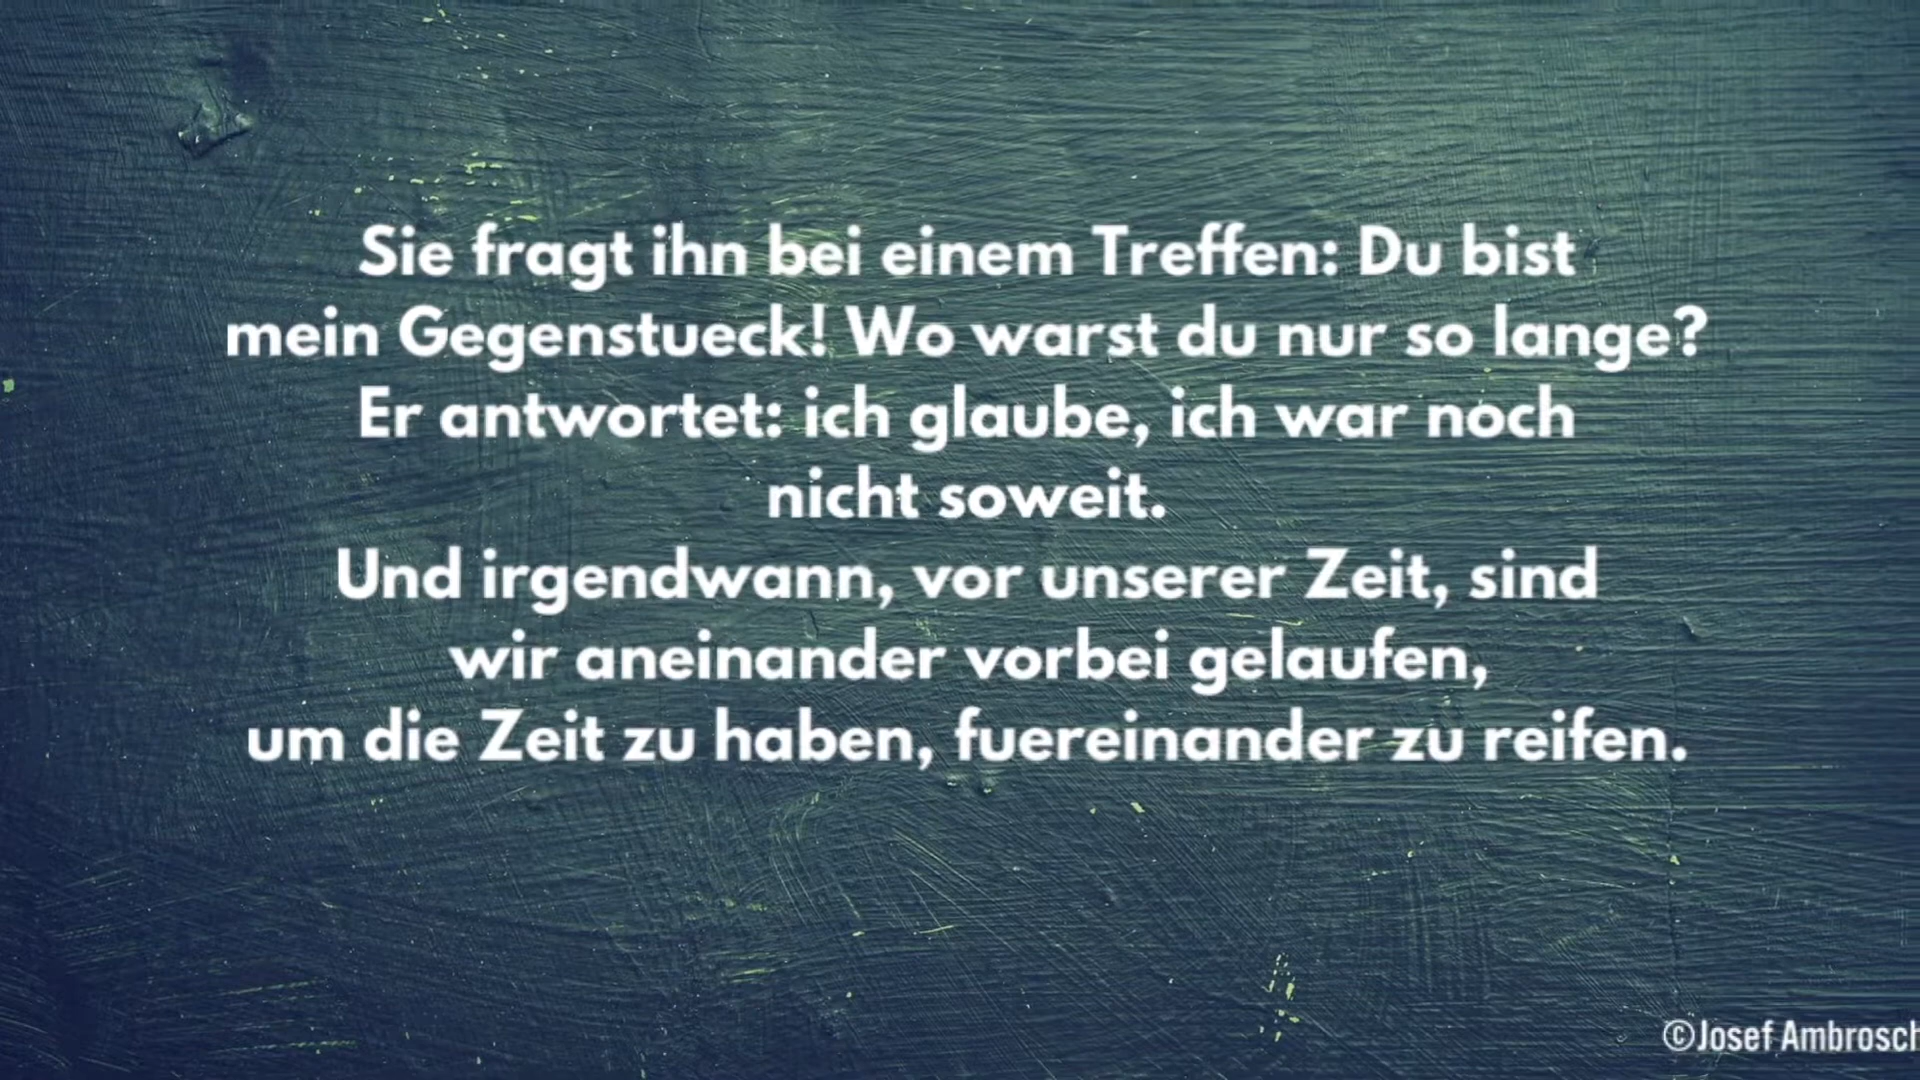 Sie fragt ihn bei einem Treffen: Du bist
mein Gegenstueck! Wo warst du nur so lange?
Er antwortet: ich glaube, ich war noch
nicht soweit.
Und irgendwann, vor unserer Zeit, sind
wir aneinander vorbei gelaufen,
um die Zeit zu haben, fuereinander zu reifen.
©Josef Ambrosch